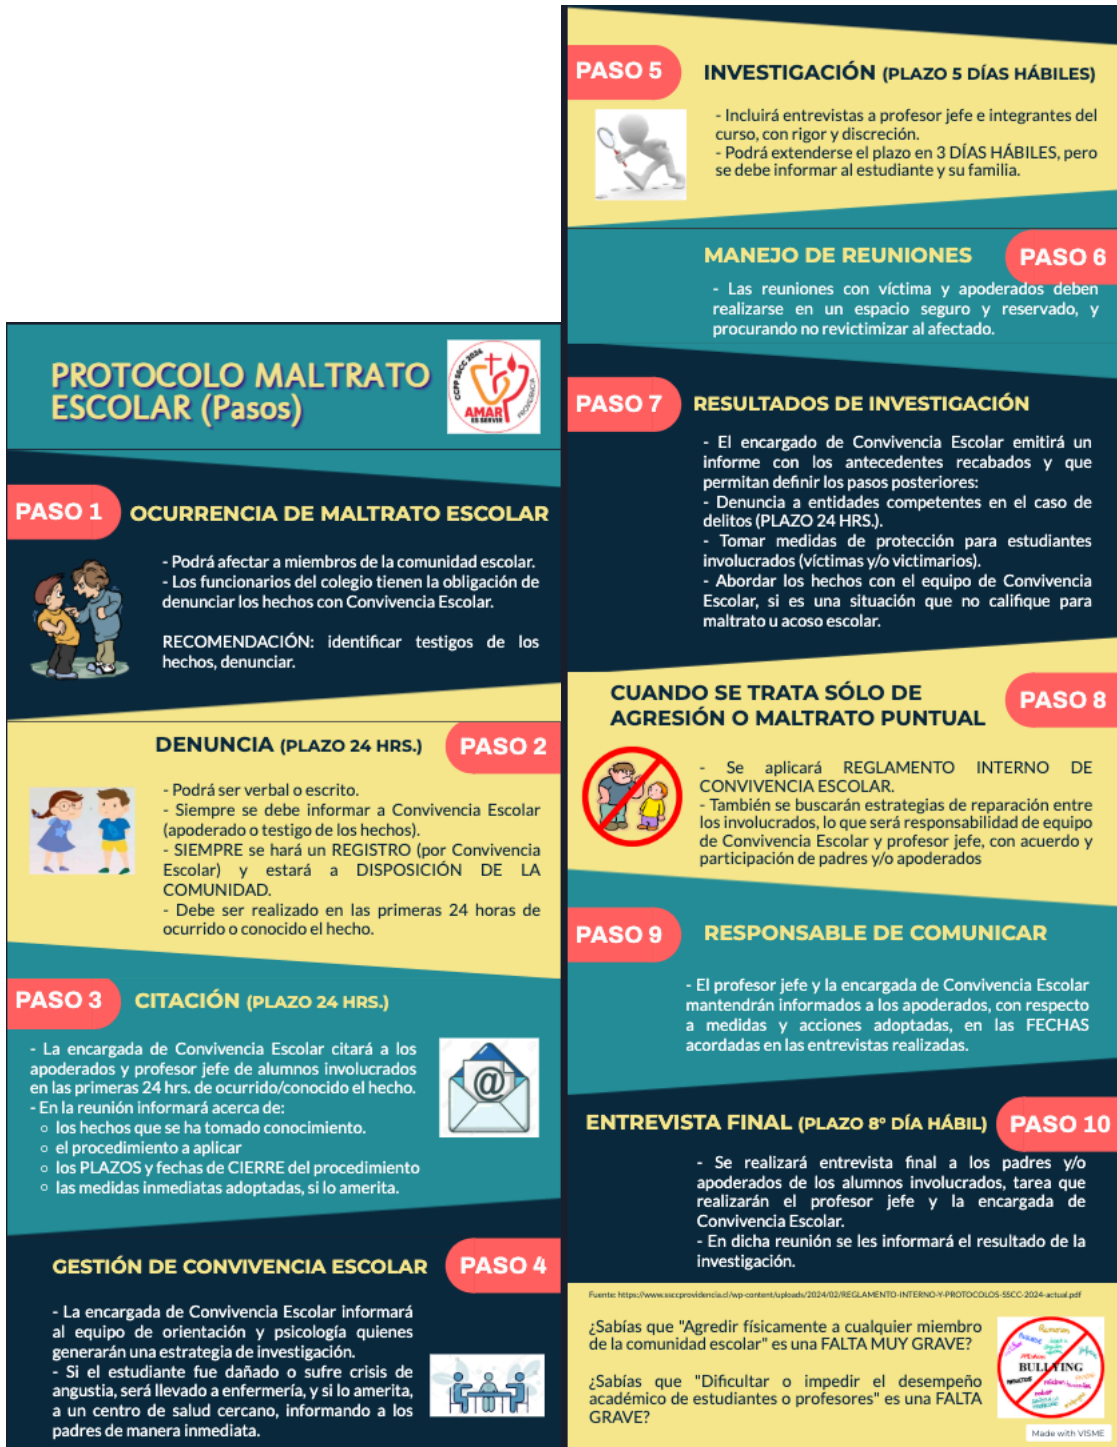 PROTOCOLO MALTRATO
ESCOLAR (Pasos)
CCPP SSCC 2024
AMAR
ES SERVIR
PROVIDENCIA
PASO 1
OCURRENCIA DE MALTRATO ESCOLAR
- Podrá afectar a miembros de la comunidad escolar.
- Los funcionarios del colegio tienen la obligación de
denunciar los hechos con Convivencia Escolar.
RECOMENDACIÓN: identificar testigos de los
hechos, denunciar.
DENUNCIA (PLAZO 24 HRS.)
PASO 2
- Podrá ser verbal o escrito.
- Siempre se debe informar a Convivencia Escolar
(apoderado o testigo de los hechos).
- SIEMPRE se hará un REGISTRO (por Convivencia
Escolar) y estará a DISPOSICIÓN DE LA
COMUNIDAD.
- Debe ser realizado en las primeras 24 horas de
ocurrido o conocido el hecho.
PASO 3
CITACIÓN (PLAZO 24 HRS.)
- La encargada de Convivencia Escolar citará a los
apoderados y profesor jefe de alumnos involucrados
en las primeras 24 hrs. de ocurrido/conocido el hecho.
- En la reunión informará acerca de:
○ los hechos que se ha tomado conocimiento.
○ el procedimiento a aplicar
○ los PLAZOS y fechas de CIERRE del procedimiento
○ las medidas inmediatas adoptadas, si lo amerita.
@
GESTIÓN DE CONVIVENCIA ESCOLAR
PASO 4
- La encargada de Convivencia Escolar informará
al equipo de orientación y psicología quienes
generarán una estrategia de investigación.
- Si el estudiante fue dañado o sufre crisis de
angustia, será llevado a enfermería, y si lo amerita,
a un centro de salud cercano, informando a los
padres de manera inmediata.
PASO 5
INVESTIGACIÓN (PLAZO 5 DÍAS HÁBILES)
- Incluirá entrevistas a profesor jefe e integrantes del
curso, con rigor y discreción.
- Podrá extenderse el plazo en 3 DÍAS HÁBILES, pero
se debe informar al estudiante y su familia.
MANEJO DE REUNIONES
PASO 6
- Las reuniones con víctima y apoderados deben
realizarse en un espacio seguro y reservado, y
procurando no revictimizar al afectado.
PASO 7
RESULTADOS DE INVESTIGACIÓN
- El encargado de Convivencia Escolar emitirá un
informe con los antecedentes recabados y que
permitan definir los pasos posteriores:
- Denuncia a entidades competentes en el caso de
delitos (PLAZO 24 HRS.).
- Tomar medidas de protección para estudiantes
involucrados (víctimas y/o victimarios).
- Abordar los hechos con el equipo de Convivencia
Escolar, si es una situación que no califique para
maltrato u acoso escolar.
CUANDO SE TRATA SÓLO DE
AGRESIÓN O MALTRATO PUNTUAL
PASO 8
- Se aplicará REGLAMENTO INTERNO DE
CONVIVENCIA ESCOLAR.
- También se buscarán estrategias de reparación entre
los involucrados, lo que será responsabilidad de equipo
de Convivencia Escolar y profesor jefe, con acuerdo y
participación de padres y/o apoderados
PASO 9
RESPONSABLE DE COMUNICAR
- El profesor jefe y la encargada de Convivencia Escolar
mantendrán informados a los apoderados, con respecto
a medidas y acciones adoptadas, en las FECHAS
acordadas en las entrevistas realizadas.
ENTREVISTA FINAL (PLAZO 8° DÍA HÁBIL)
PASO 10
- Se realizará entrevista final a los padres y/o
apoderados de los alumnos involucrados, tarea que
realizarán el profesor jefe y la encargada de
Convivencia Escolar.
- En dicha reunión se les informará el resultado de la
investigación.
Fuente: https://www.ssccprovidencia.cl/wp-content/uploads/2024/02/REGLAMENTO-INTERNO-Y-PROTOCOLOS-SSCC-2024-actual.pdf
¿Sabías que "Agredir físicamente a cualquier miembro
de la comunidad escolar" es una FALTA MUY GRAVE?
¿Sabías que "Dificultar o impedir el desempeño
académico de estudiantes o profesores" es una FALTA
GRAVE?
Rumores
BULLYING
Made with VISME